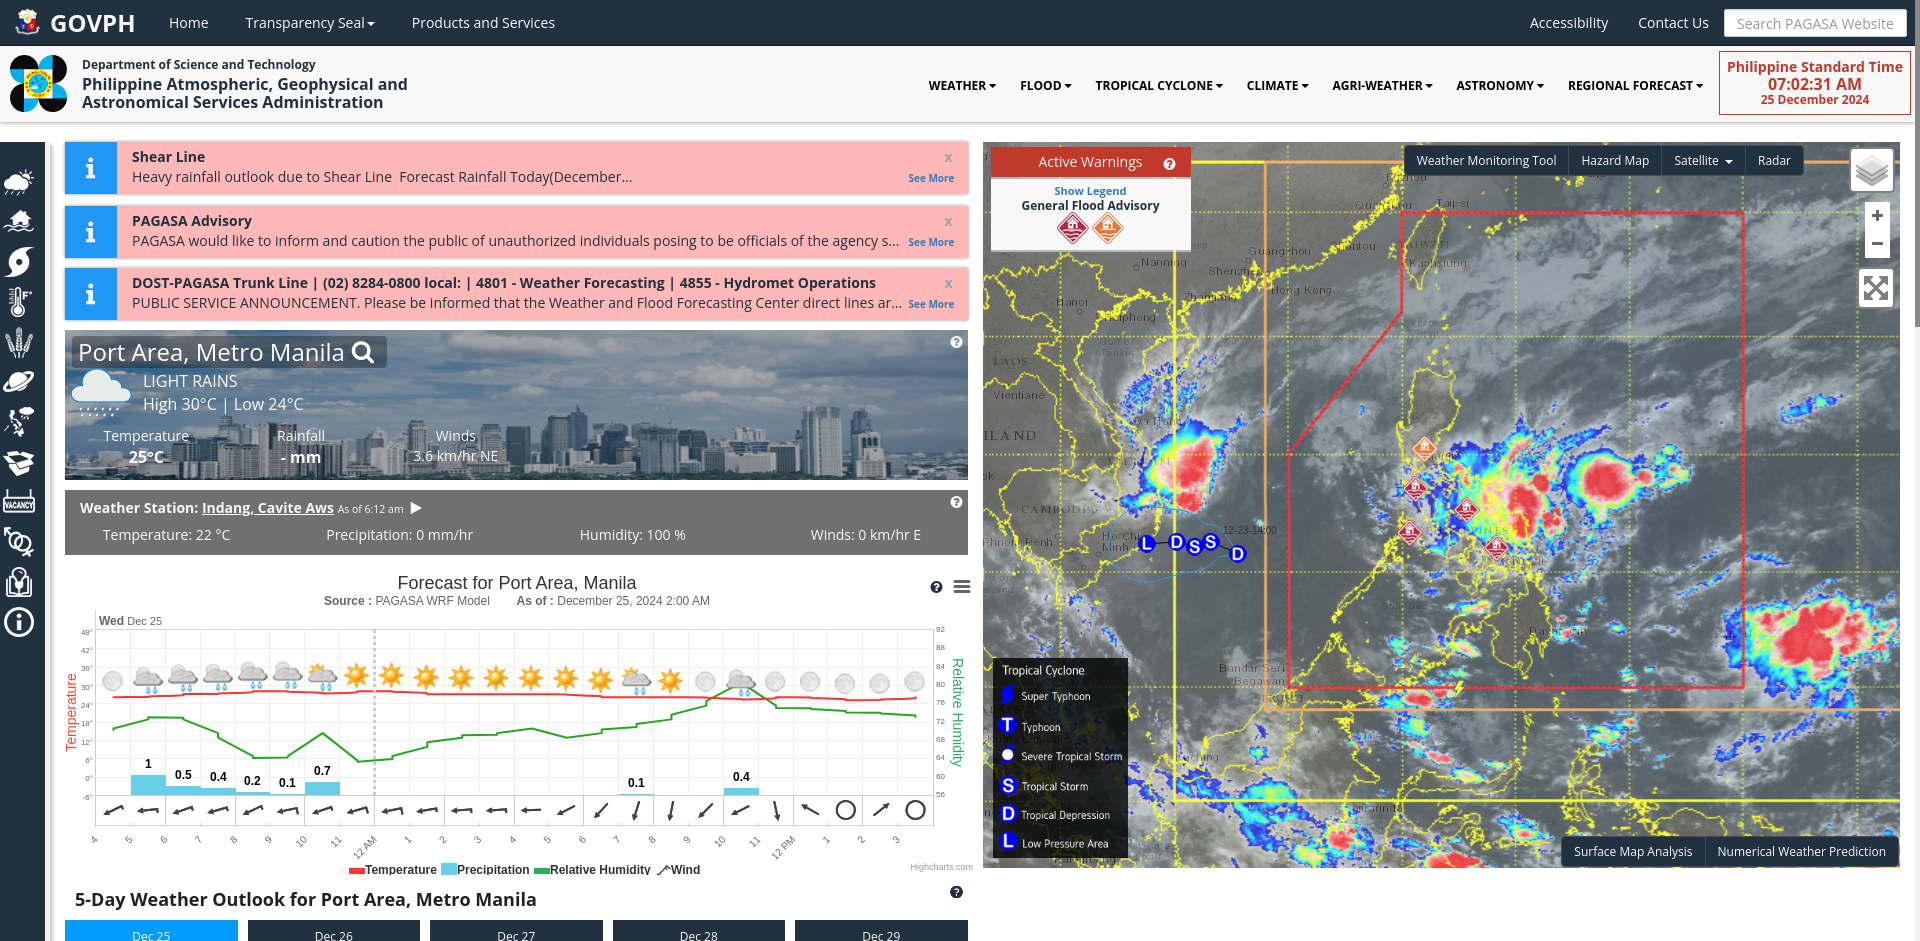 GOVPH
Home
Transparency Seal
Products and Services
Accessibility
Contact Us
Search PAGASA Website
Department of Science and Technology
Philippine Atmospheric, Geophysical and
Astronomical Services Administration
WEATHER
FLOOD
TROPICAL CYCLONE
CLIMATE
AGRI-WEATHER
ASTRONOMY
REGIONAL FORECAST
Philippine Standard Time
07:02:31 AM
25 December 2024
Shear Line
x
Heavy rainfall outlook due to Shear Line Forecast Rainfall Today(December...
See More
PAGASA Advisory
x
PAGASA would like to inform and caution the public of unauthorized individuals posing to be officials of the agency s...
See More
DOST-PAGASA Trunk Line | (02) 8284-0800 local: | 4801 - Weather Forecasting | 4855 - Hydromet Operations
x
PUBLIC SERVICE ANNOUNCEMENT. Please be informed that the Weather and Flood Forecasting Center direct lines ar...
See More
Port Area, Metro Manila
LIGHT RAINS
High 30°C | Low 24°C
Temperature
Rainfall
Winds
25°C
- mm
3.6 km/hr NE
Weather Station: Indang, Cavite Aws As of 6:12 am
Temperature: 22 °C
Precipitation: 0 mm/hr
Humidity: 100 %
Winds: 0 km/hr E
Forecast for Port Area, Manila
Source : PAGASA WRF Model As of : December 25, 2024 2:00 AM
Wed Dec 25
Temperature
48°
42°
36°
30°
24°
18°
12°
6°
0°
-6°
Relative Humidity
92
88
84
80
76
72
68
64
60
56
1
0.5
0.4
0.2
0.1
0.7
0.1
0.4
4
5
6
7
8
9
10
11
12 AM
1
2
3
4
5
6
7
8
9
10
11
12 PM
1
2
3
Temperature
Precipitation
Relative Humidity
Wind
Highcharts.com
5-Day Weather Outlook for Port Area, Metro Manila
Dec 25
Dec 26
Dec 27
Dec 28
Dec 29
Active Warnings
Show Legend
General Flood Advisory
Weather Monitoring Tool
Hazard Map
Satellite
Radar
+
−
Taipei
Guangzhou
Shantou
TAIWAN
Kaohsiung
Nanning
Shenzhen
Hong Kong
Zhanjiang
Hanoi
Haiphong
Gulf of
Tonkin
LAOS
Vientiane
Da Nang
CAMBODIA
Phnom Penh
Ho Chi
Minh
12-23-14:00
L
D
S
S
D
Bandar Seri
Begawan
Kuching
Samarinda
Tropical Cyclone
Super Typhoon
T Typhoon
Severe Tropical Storm
S Tropical Storm
D Tropical Depression
L Low Pressure Area
Surface Map Analysis
Numerical Weather Prediction